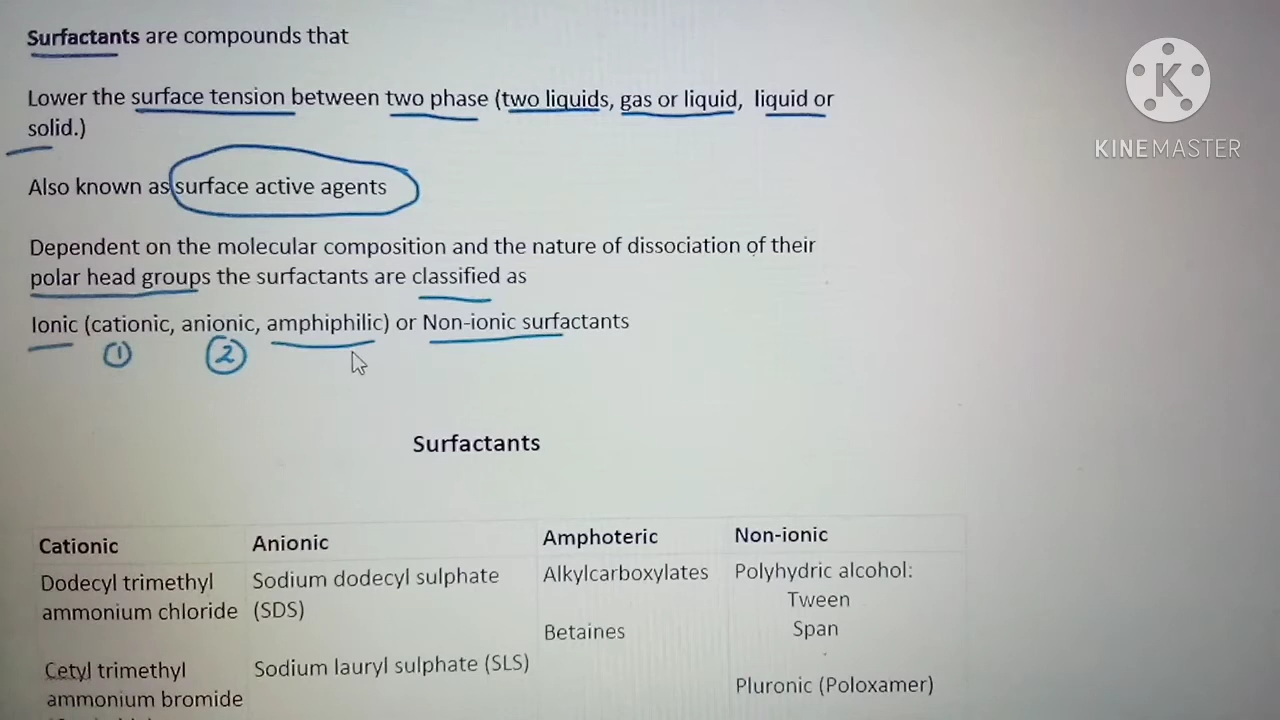 Surfactants are compounds that
Lower the surface tension between two phase (two liquids, gas or liquid, liquid or
solid.)
Also known as surface active agents
Dependent on the molecular composition and the nature of dissociation of their
polar head groups the surfactants are classified as
Ionic (cationic, anionic, amphiphilic) or Non-ionic surfactants
1 2
Surfactants
Cationic Anionic Amphoteric Non-ionic
Dodecyl trimethyl Sodium dodecyl sulphate Alkylcarboxylates Polyhydric alcohol:
ammonium chloride (SDS) Tween
Betaines Span
Cetyl trimethyl Sodium lauryl sulphate (SLS)
ammonium bromide Pluronic (Poloxamer)
K
KINEMASTER